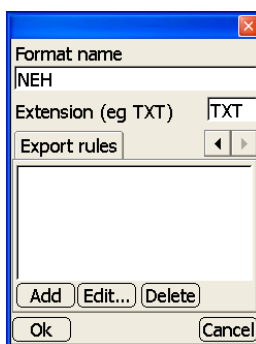 Format name
NEH
Extension (eg TXT) TXT
Export rules
Add Edit... Delete
Ok Cancel